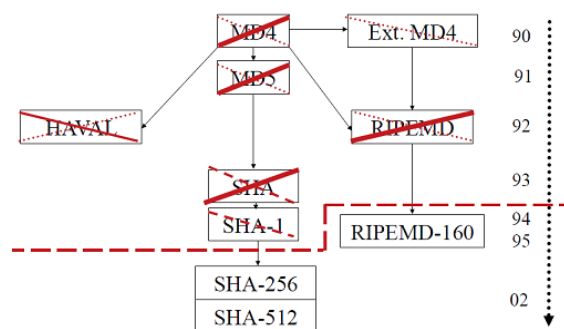 MD4
Ext. MD4
90
MD5
91
HAVAL
RIPEMD
92
SHA
93
SHA-1
RIPEMD-160
94
95
SHA-256
SHA-512
02